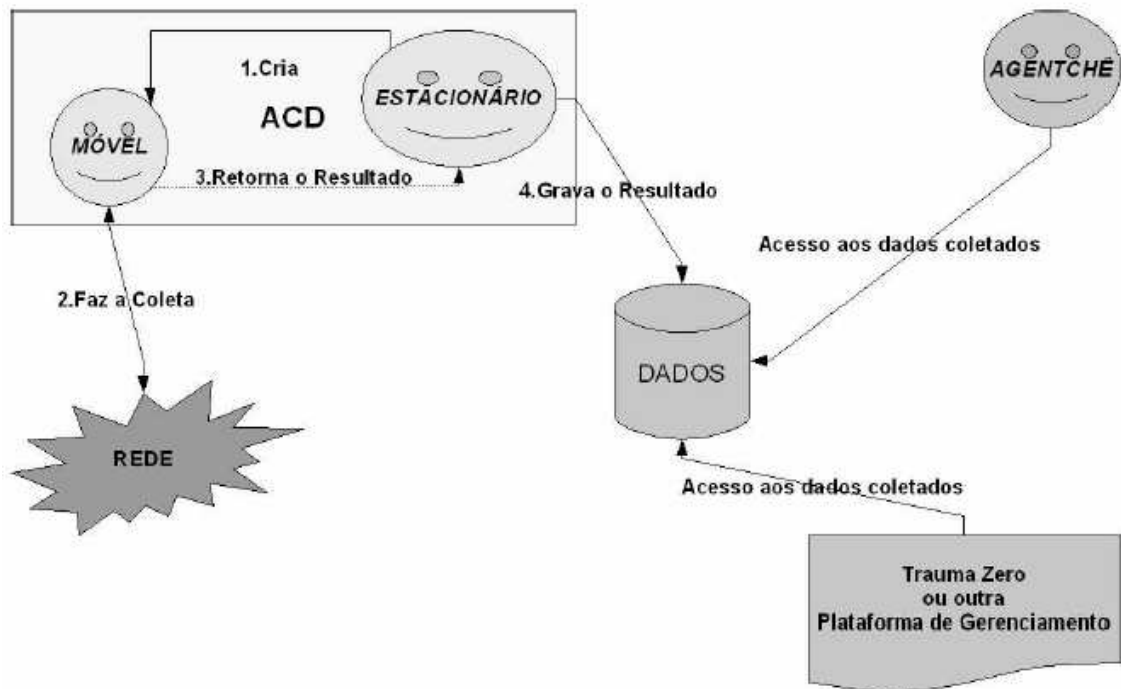 1.Cria
ESTACIONÁRIO
AGENTCHÊ
ACD
MÓVEL
3.Retorna o Resultado
4.Grava o Resultado
Acesso aos dados coletados
2.Faz a Coleta
DADOS
REDE
Acesso aos dados coletados
Trauma Zero
ou outra
Plataforma de Gerenciamento